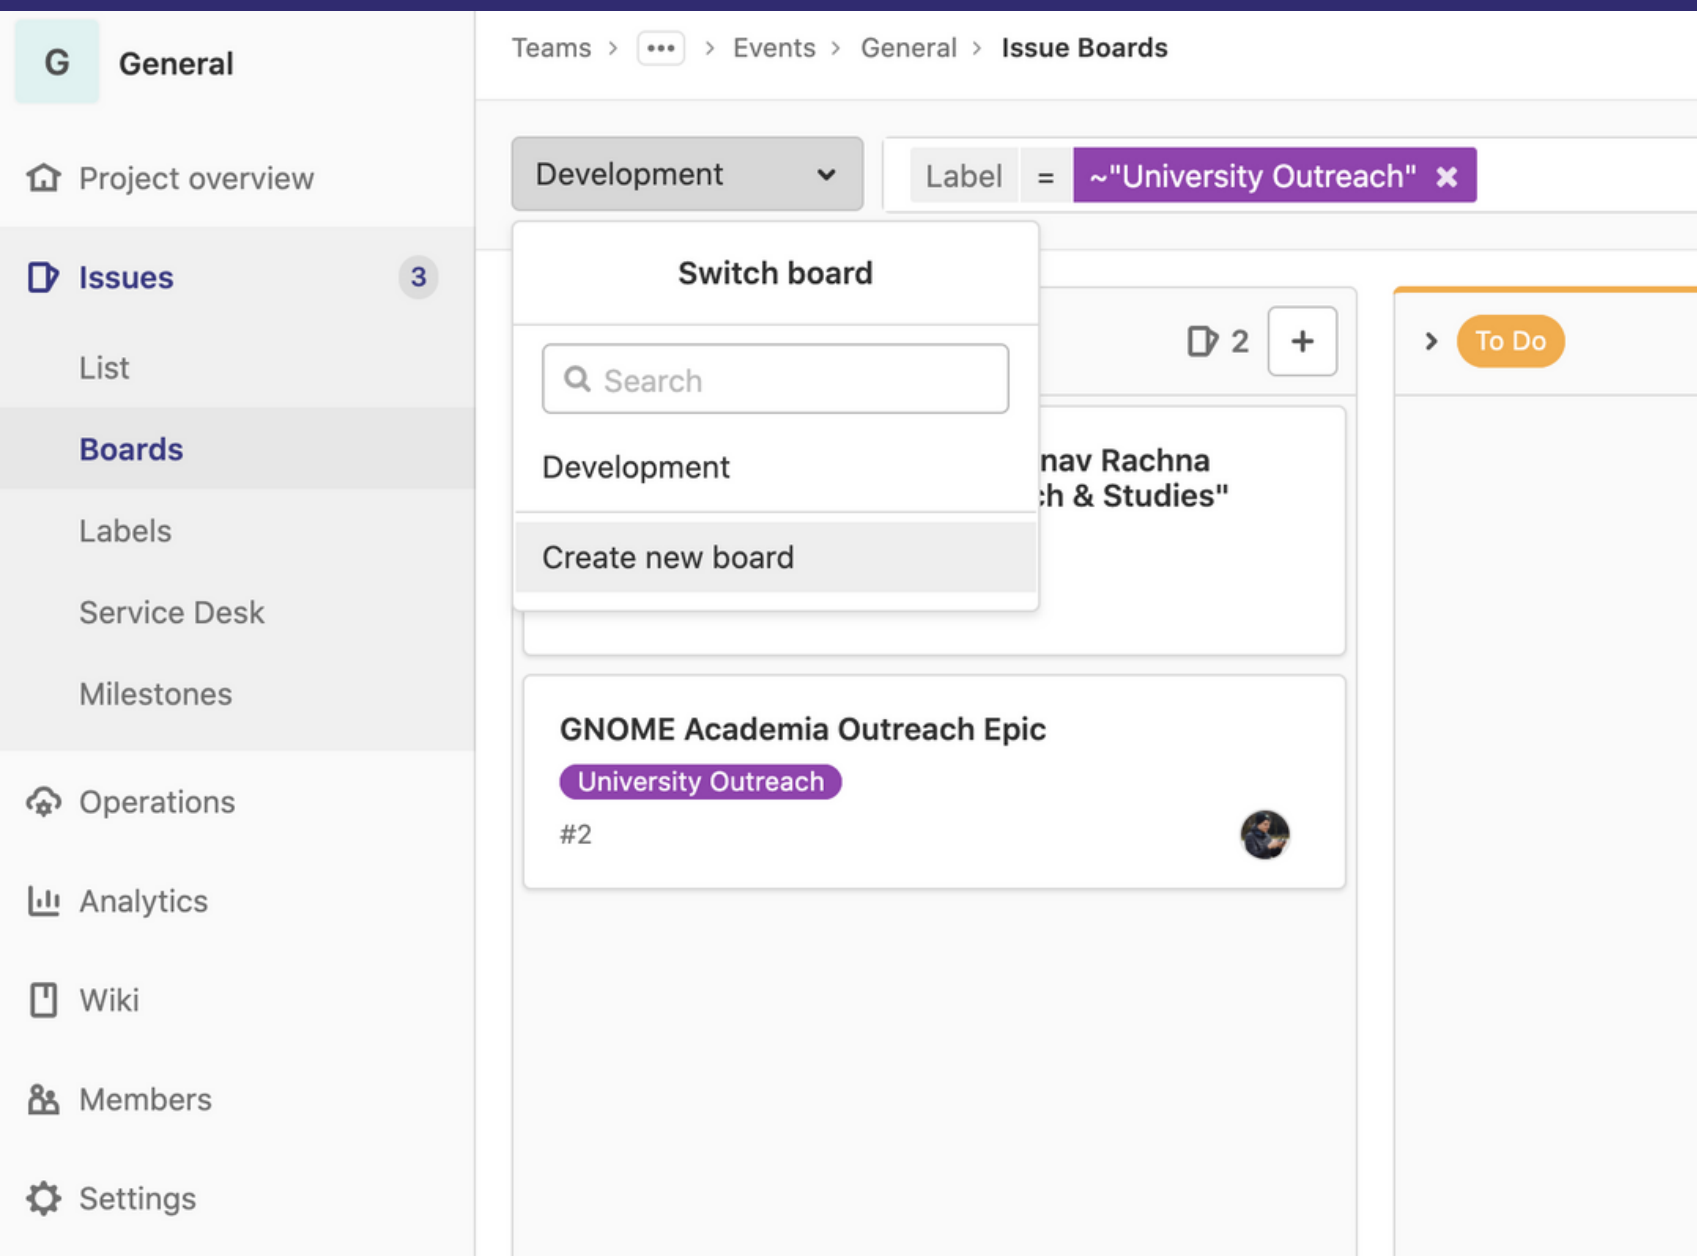 G General
Project overview
Issues 3
List
Boards
Labels
Service Desk
Milestones
Operations
Analytics
Wiki
Members
Settings
Teams > ••• > Events > General > Issue Boards
Development
Label = ~"University Outreach"
Switch board
Search
Development
Create new board
2 +
nav Rachna
ch & Studies"
GNOME Academia Outreach Epic
University Outreach
#2
To Do